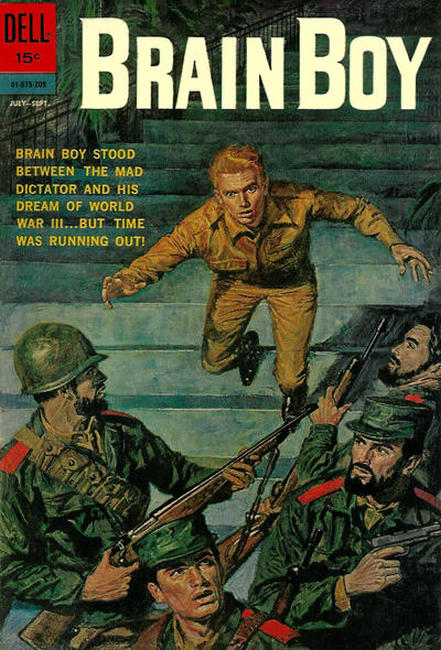 DELL
15¢
01-075-209
JULY–SEPT.
BRAIN BOY
BRAIN BOY STOOD
BETWEEN THE MAD
DICTATOR AND HIS
DREAM OF WORLD
WAR III...BUT TIME
WAS RUNNING OUT!